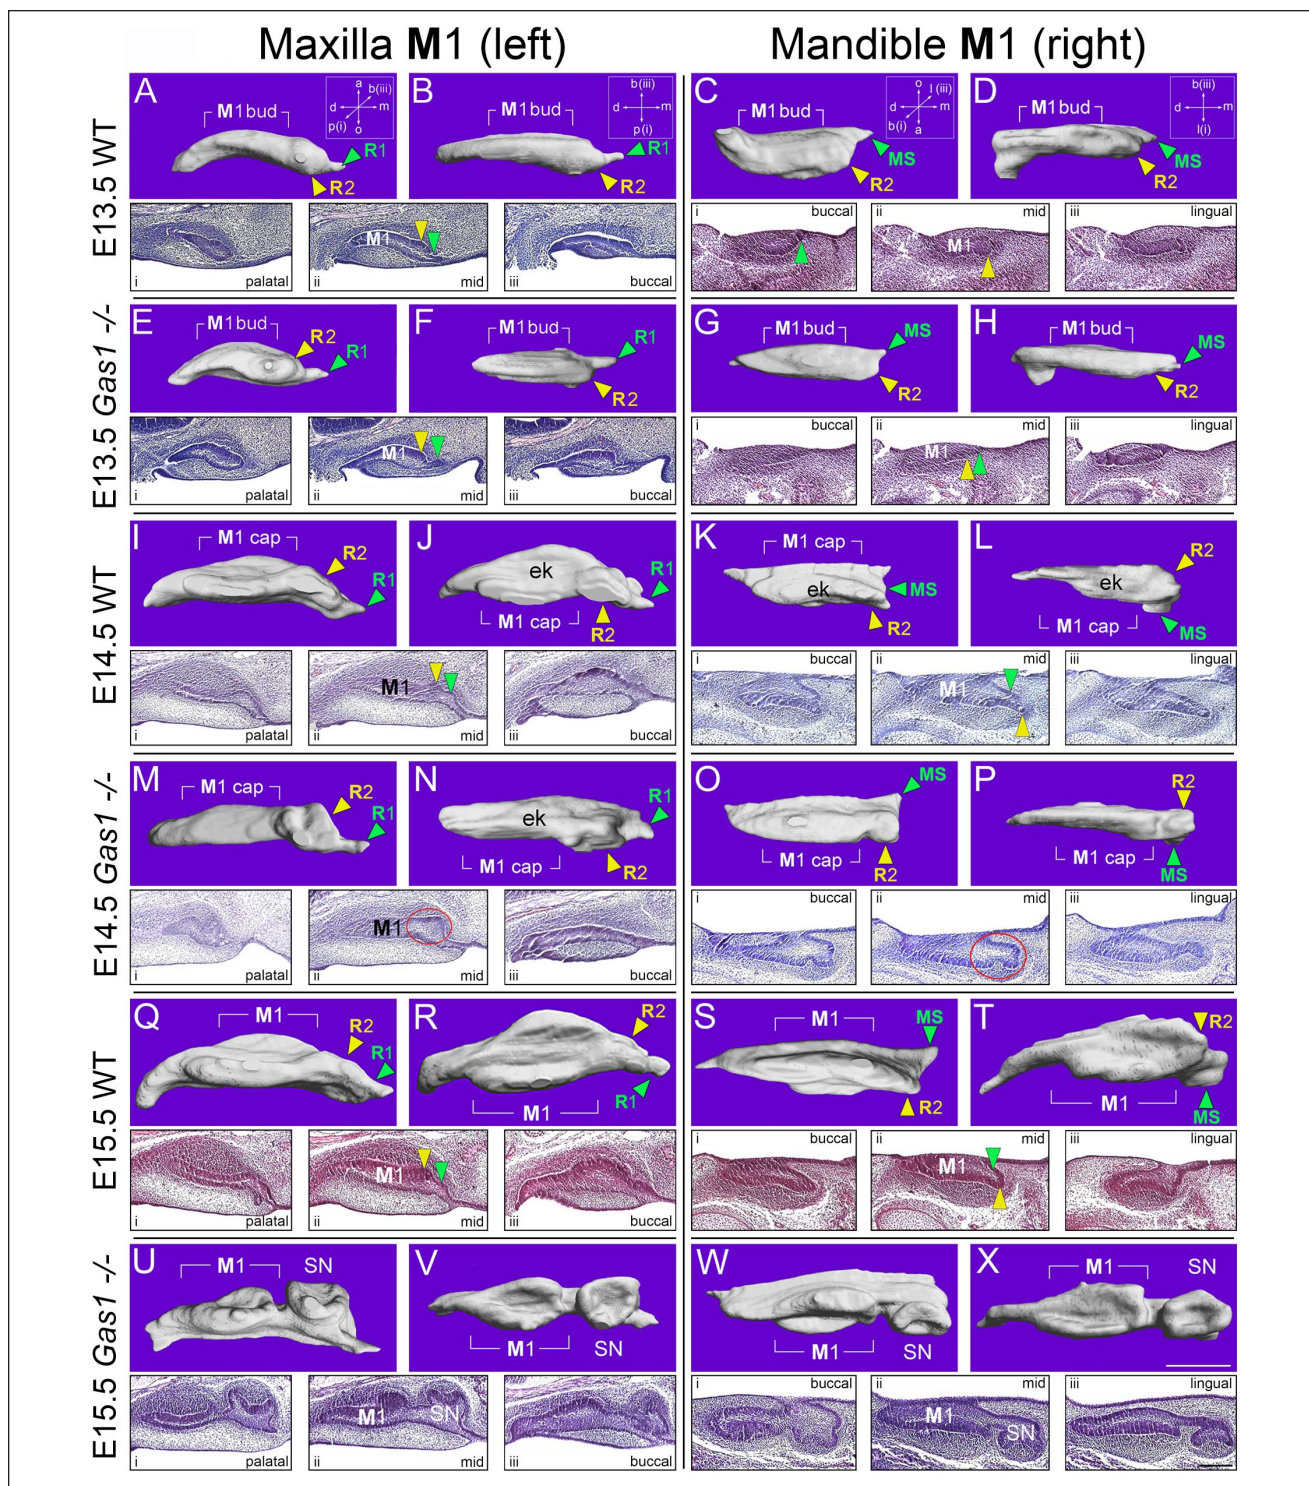 Maxilla M1 (left)
Mandible M1 (right)
E13.5 WT
A
M1 bud
R1
R2
a
b(iii)
d
m
p(i)
o
B
M1 bud
R1
R2
b(iii)
d
m
p(i)
C
M1 bud
MS
R2
o
l (iii)
d
m
b(i)
a
D
M1 bud
MS
R2
b(iii)
d
m
l(i)
i
palatal
M1
ii
mid
iii
buccal
i
buccal
ii
mid
M1
iii
lingual
E13.5 Gas1 -/-
E
M1 bud
R2
R1
F
M1 bud
R1
R2
G
M1 bud
MS
R2
H
M1 bud
MS
R2
i
palatal
M1
ii
mid
iii
buccal
i
buccal
ii
mid
M1
iii
lingual
E14.5 WT
I
M1 cap
R2
R1
J
ek
M1 cap
R1
R2
K
M1 cap
ek
MS
R2
L
R2
ek
M1 cap
MS
i
palatal
M1
ii
mid
iii
buccal
i
buccal
ii
mid
M1
iii
lingual
E14.5 Gas1 -/-
M
M1 cap
R2
R1
N
ek
M1 cap
R1
R2
O
MS
M1 cap
R2
P
R2
M1 cap
MS
i
palatal
M1
ii
mid
iii
buccal
i
buccal
ii
mid
iii
lingual
E15.5 WT
Q
M1
R2
R1
R
R2
M1
R1
S
M1
MS
R2
T
R2
M1
MS
i
palatal
M1
ii
mid
iii
buccal
i
buccal
ii
mid
M1
iii
lingual
E15.5 Gas1 -/-
U
M1
SN
V
M1
SN
W
M1
SN
X
M1
SN
i
palatal
M1
SN
ii
mid
iii
buccal
i
buccal
ii
mid
M1
SN
iii
lingual